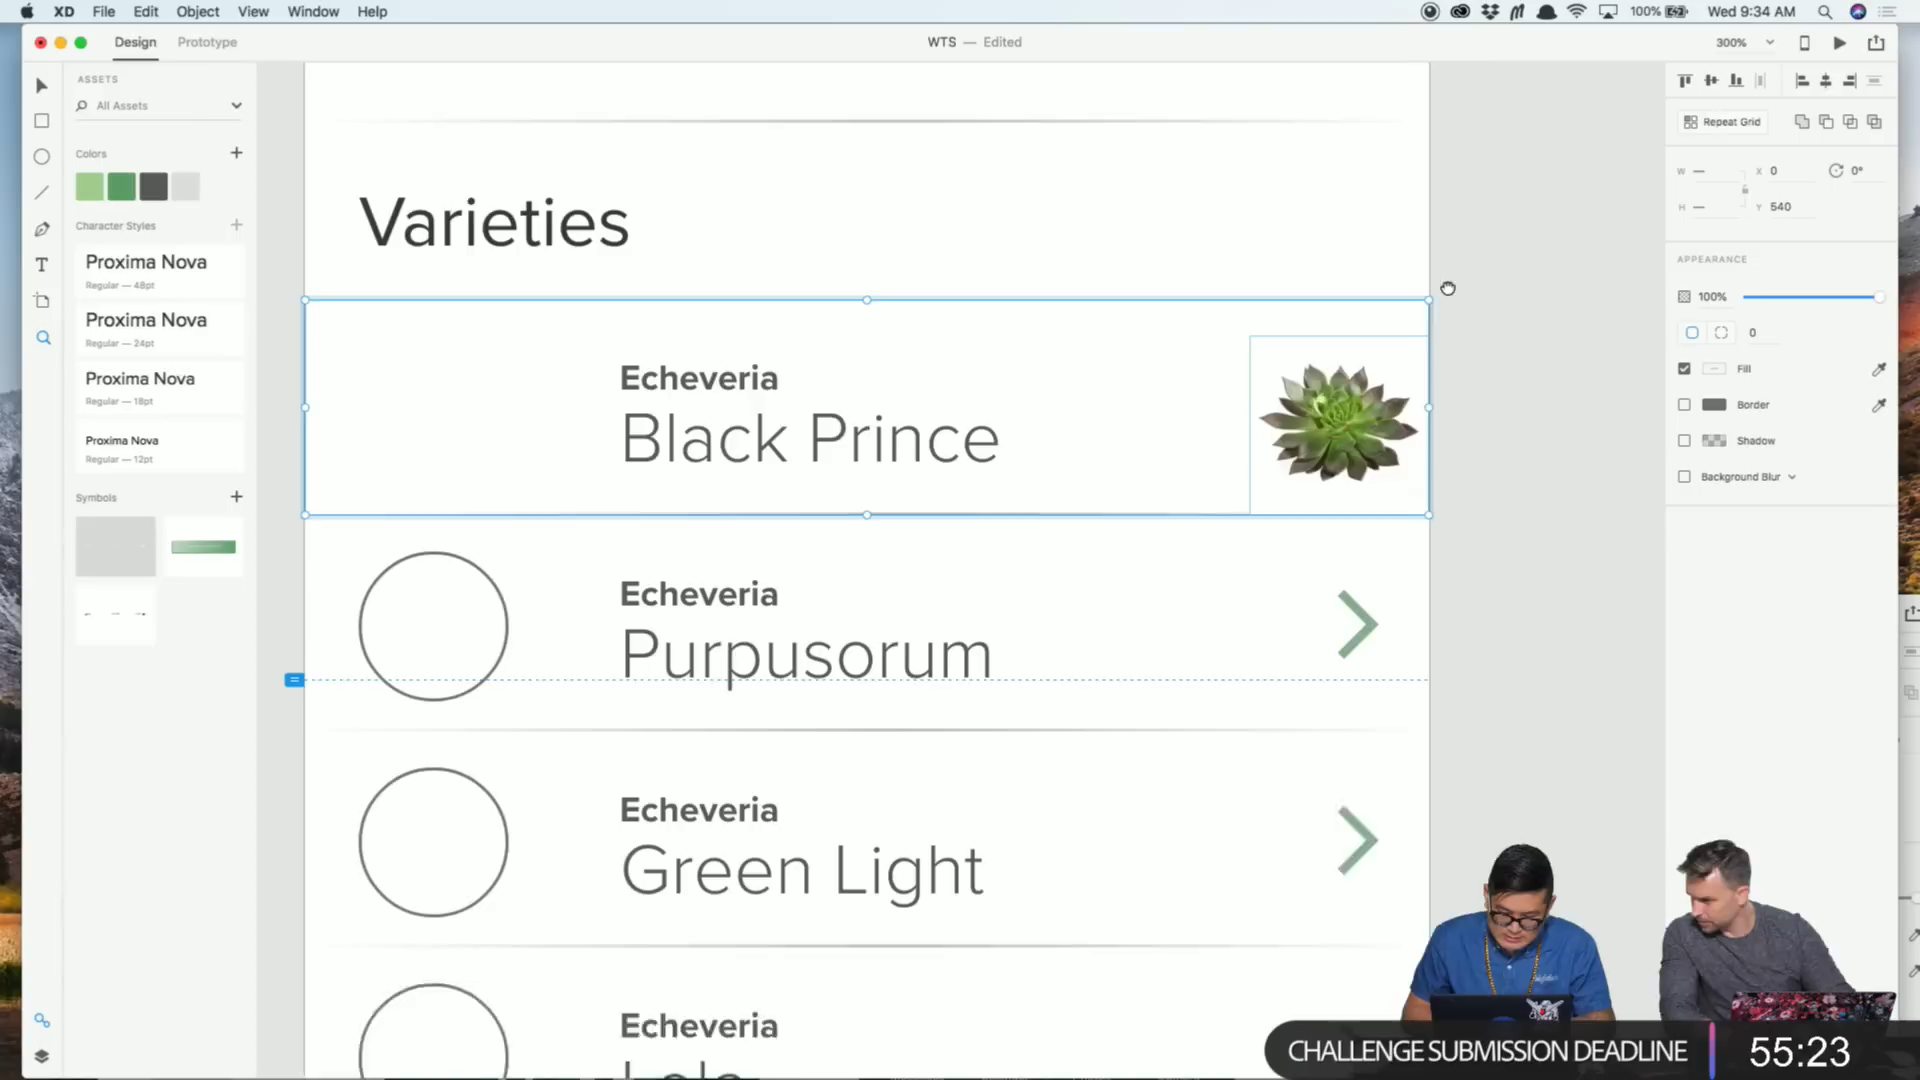 XD File Edit Object View Window Help
100% Wed 9:34 AM
Design Prototype
WTS — Edited
300%
ASSETS
All Assets
Colors
Character Styles
Proxima Nova
Regular — 48pt
Proxima Nova
Regular — 24pt
Proxima Nova
Regular — 18pt
Proxima Nova
Regular — 12pt
Symbols
Varieties
Echeveria
Black Prince
Echeveria
Purpusorum
Echeveria
Green Light
Echeveria
Repeat Grid
W — X 0 0°
H — Y 540
APPEARANCE
100%
0
Fill
Border
Shadow
Background Blur
CHALLENGE SUBMISSION DEADLINE 55:23